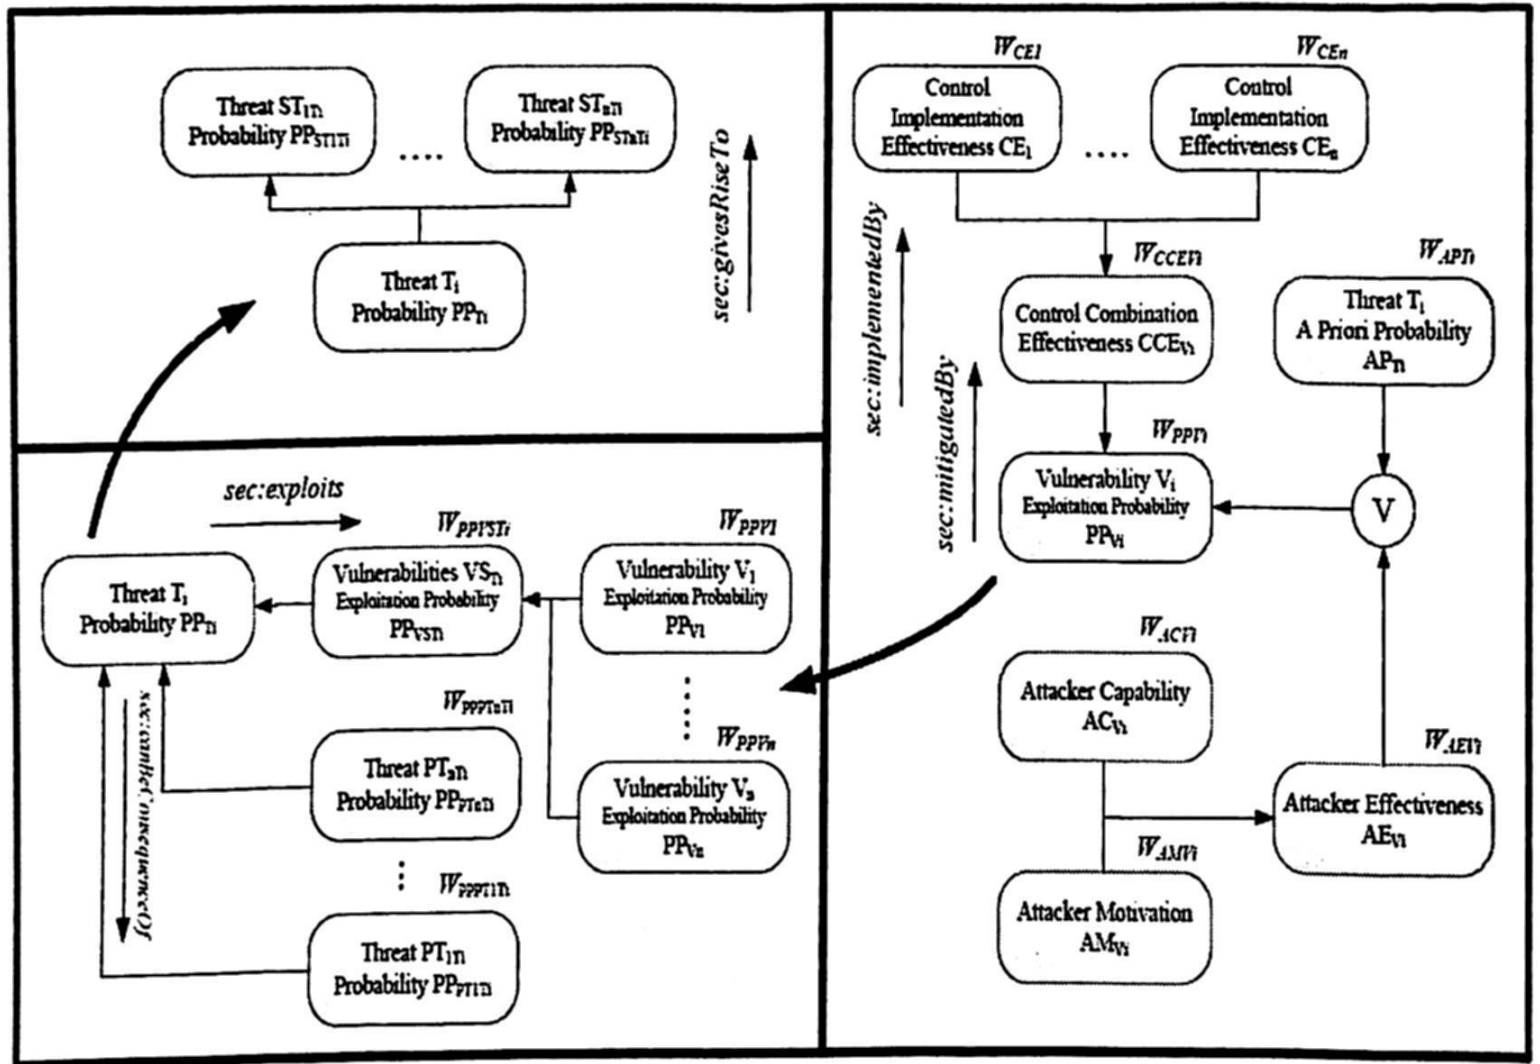 Threat ST1Ti
Probability PPST1Ti
....
Threat STnTi
Probability PPSTnTi
Threat Ti
Probability PPTi
sec:givesRiseTo
sec:exploits
Threat Ti
Probability PPTi
WPPVSTi
Vulnerabilities VSTi
Exploitation Probability
PPVSTi
WPPV1
Vulnerability V1
Exploitation Probability
PPV1
WPPVn
Vulnerability Vn
Exploitation Probability
PPVn
sec:canBeConsequenceOf
WPPPTnTi
Threat PTnTi
Probability PPPTnTi
WPPPT1Ti
Threat PT1Ti
Probability PPPT1Ti
WCE1
Control
Implementation
Effectiveness CE1
....
WCEn
Control
Implementation
Effectiveness CEn
sec:implementedBy
WCCEVi
Control Combination
Effectiveness CCEVi
WAPTi
Threat Ti
A Priori Probability
APTi
sec:mitigatedBy
WPPVi
Vulnerability Vi
Exploitation Probability
PPVi
V
WACVi
Attacker Capability
ACVi
WAEVi
Attacker Effectiveness
AEVi
WAMVi
Attacker Motivation
AMVi